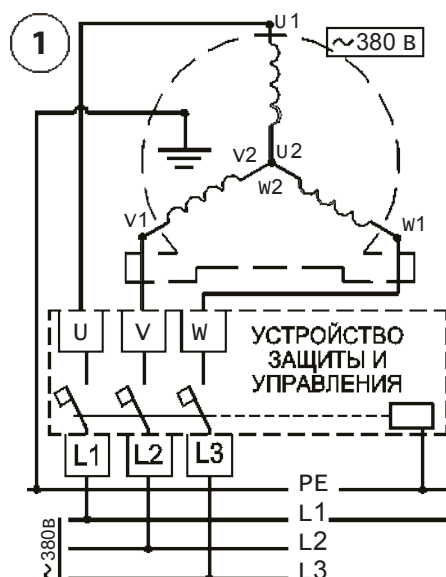 1
U1
~380 В
V2
U2
W2
V1
W1
U
V
W
УСТРОЙСТВО
ЗАЩИТЫ И
УПРАВЛЕНИЯ
L1
L2
L3
PE
L1
L2
L3
~380В